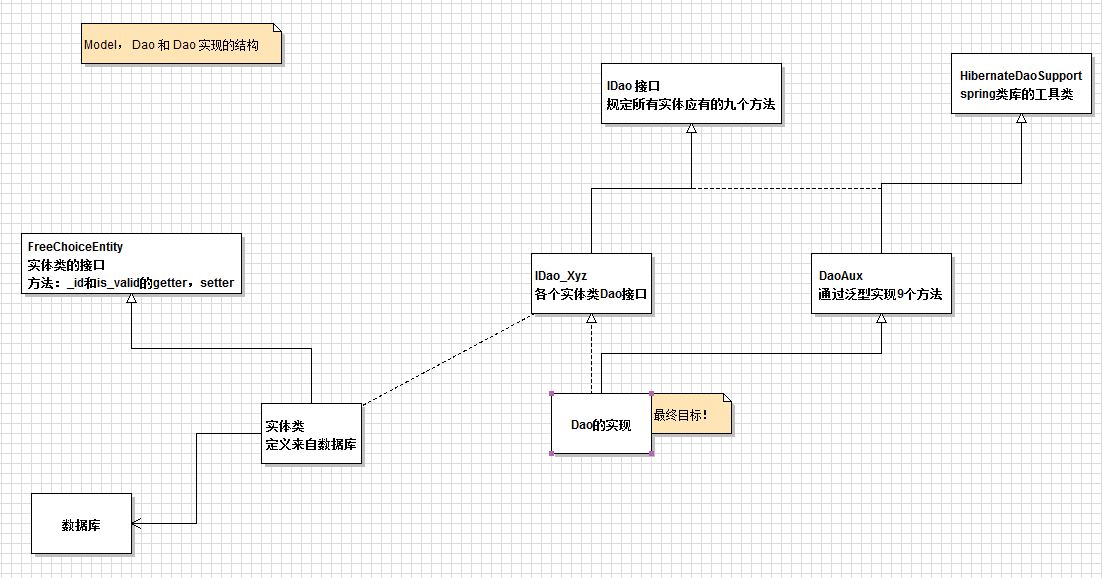 Model， Dao 和 Dao 实现的结构
IDao 接口
规定所有实体应有的九个方法
HibernateDaoSupport
spring类库的工具类
FreeChoiceEntity
实体类的接口
方法：_id和is_valid的getter，setter
IDao_Xyz
各个实体类Dao接口
DaoAux
通过泛型实现9个方法
实体类
定义来自数据库
Dao的实现
最终目标！
数据库